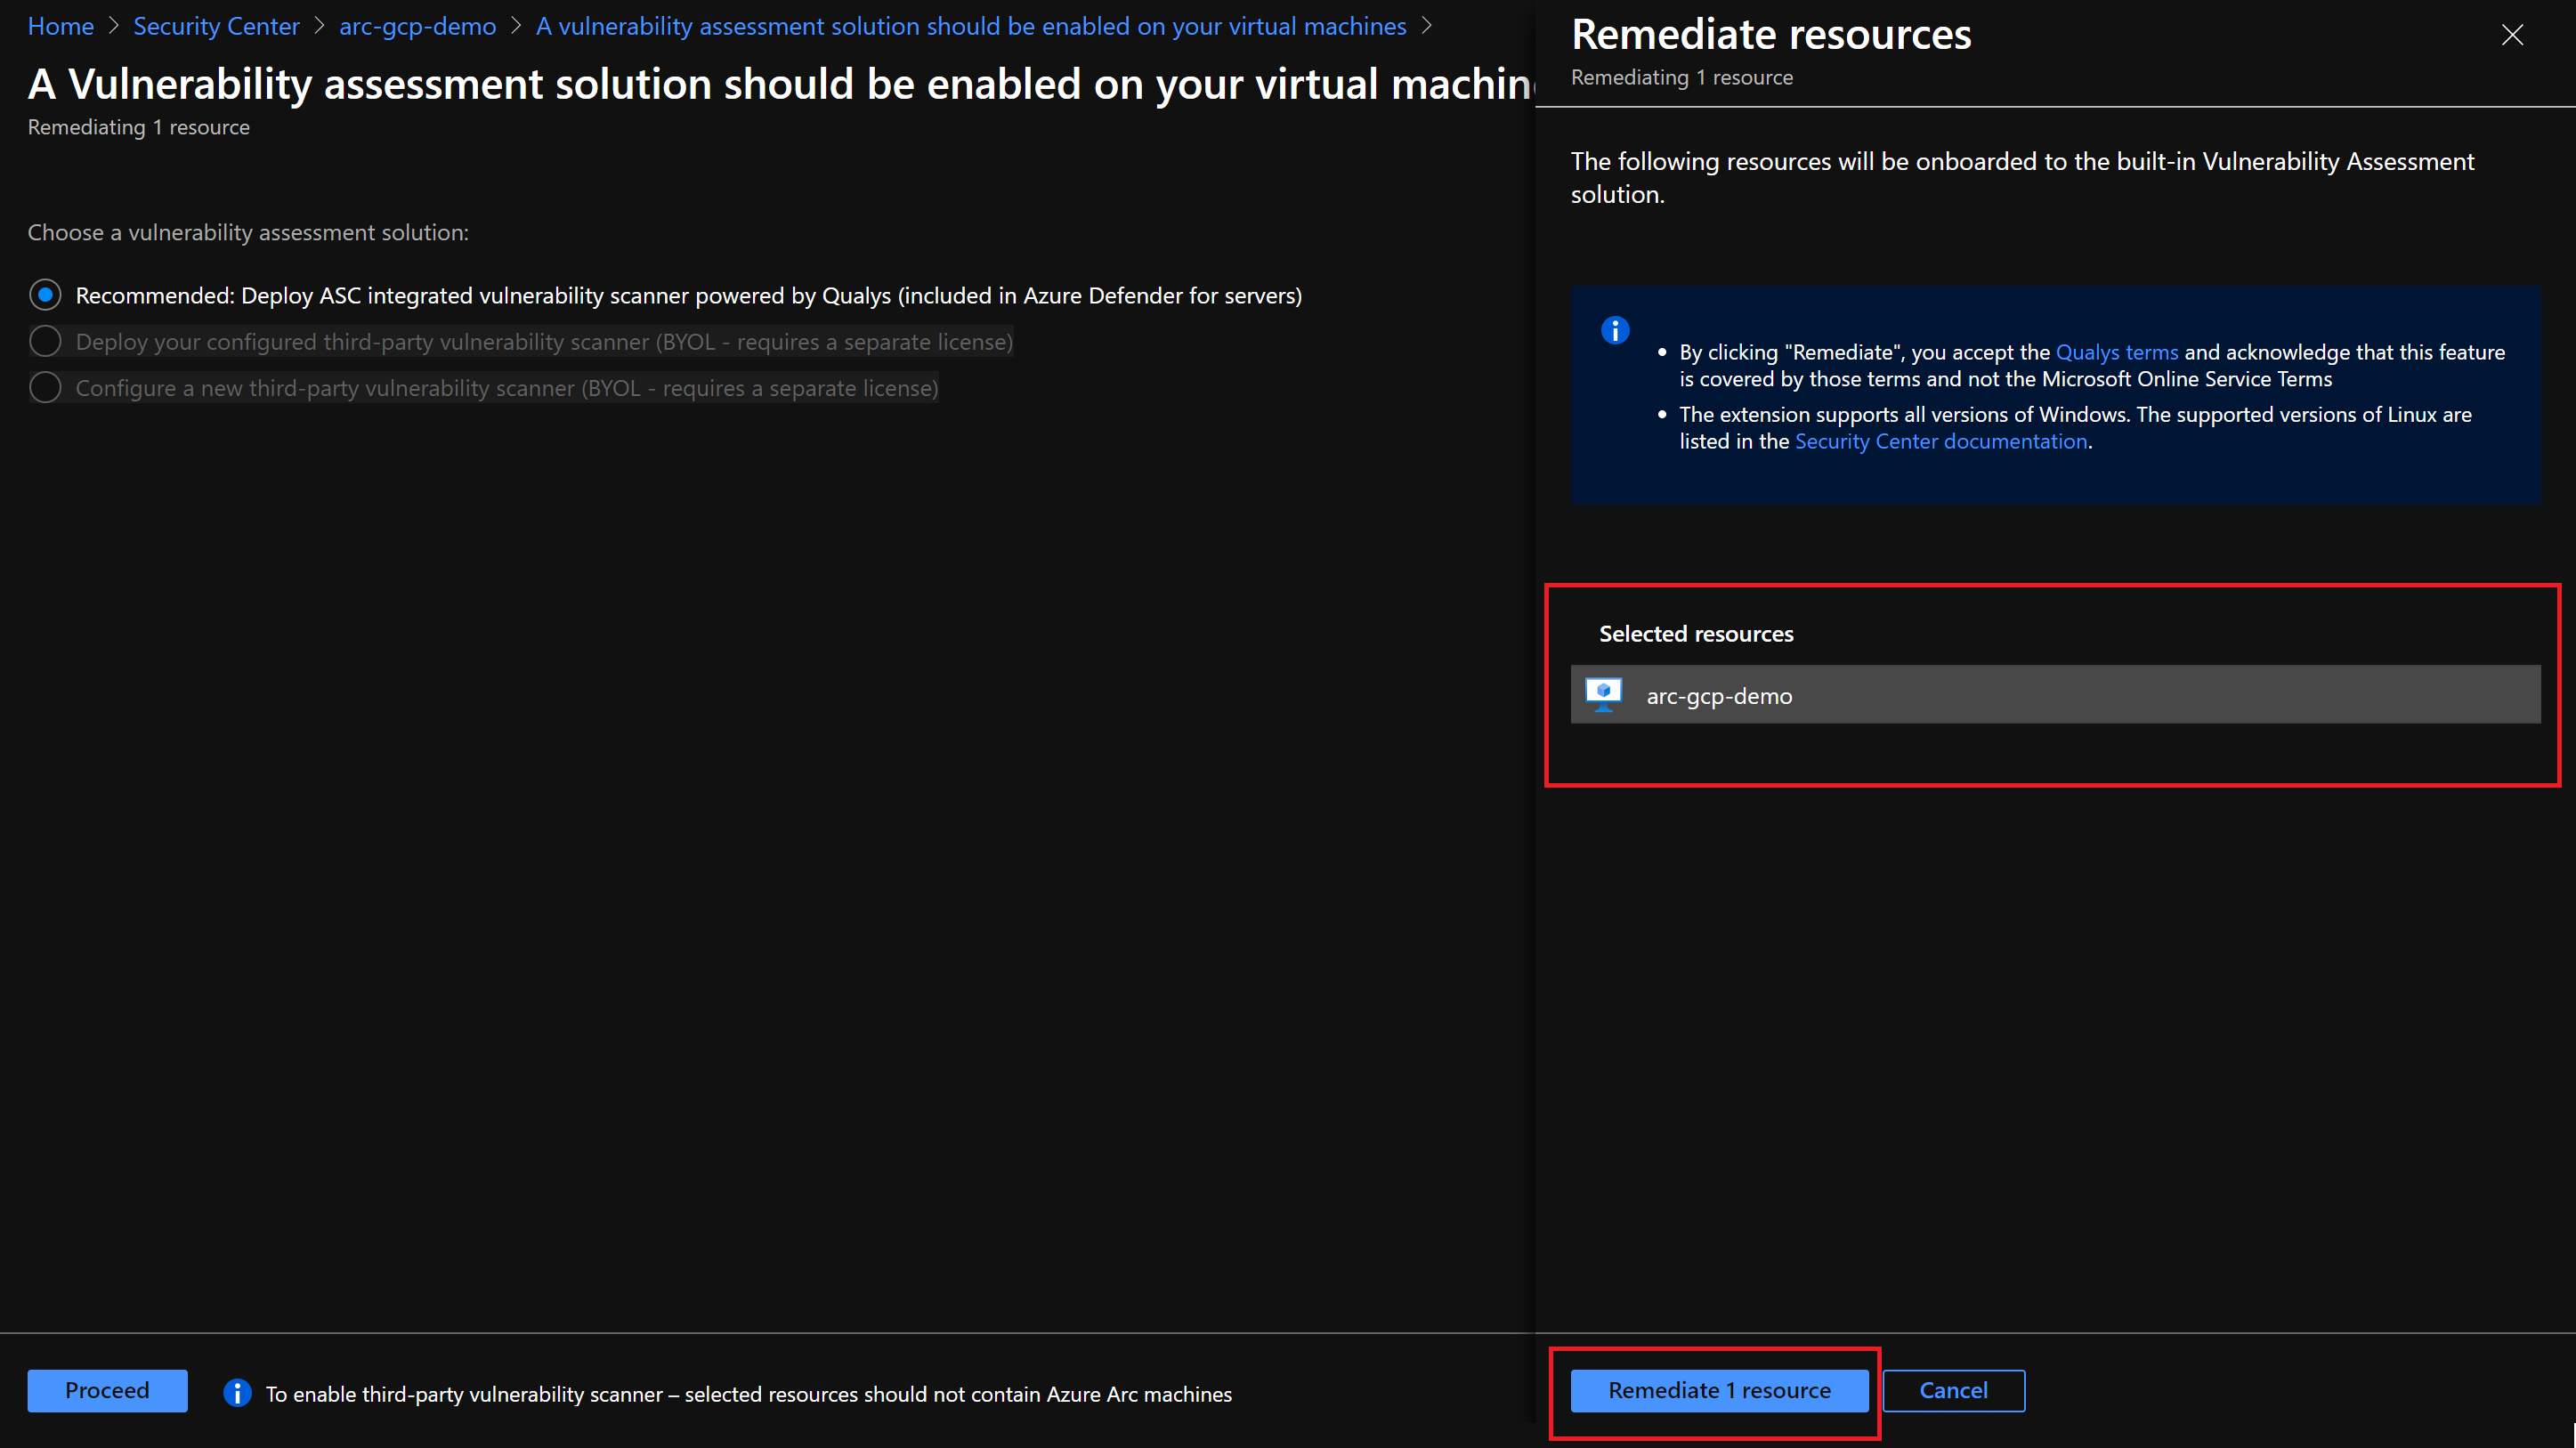 Home > Security Center > arc-gcp-demo > A vulnerability assessment solution should be enabled on your virtual machines >
A Vulnerability assessment solution should be enabled on your virtual machin
Remediating 1 resource
Choose a vulnerability assessment solution:
Recommended: Deploy ASC integrated vulnerability scanner powered by Qualys (included in Azure Defender for servers)
Deploy your configured third-party vulnerability scanner (BYOL - requires a separate license)
Configure a new third-party vulnerability scanner (BYOL - requires a separate license)
Proceed
To enable third-party vulnerability scanner – selected resources should not contain Azure Arc machines
Remediate resources
Remediating 1 resource
The following resources will be onboarded to the built-in Vulnerability Assessment
solution.
• By clicking "Remediate", you accept the Qualys terms and acknowledge that this feature
is covered by those terms and not the Microsoft Online Service Terms
• The extension supports all versions of Windows. The supported versions of Linux are
listed in the Security Center documentation.
Selected resources
arc-gcp-demo
Remediate 1 resource
Cancel